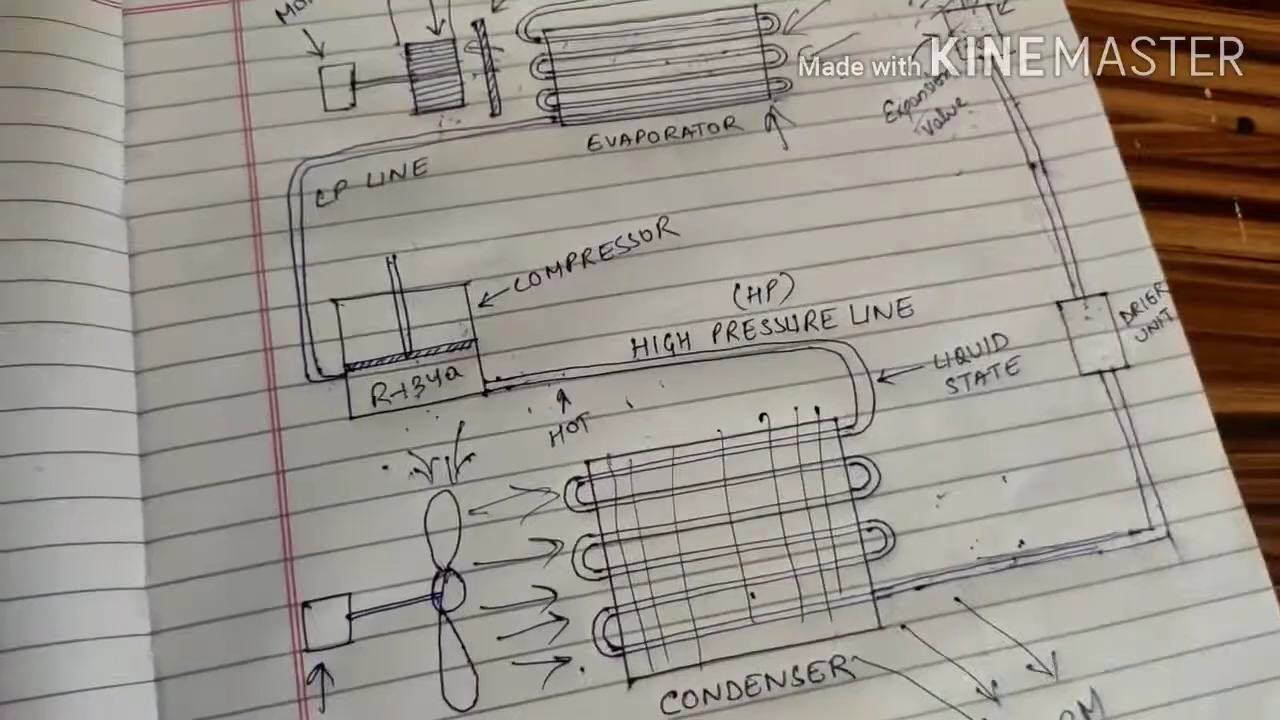 Made with KINEMASTER
Expansion
Valve
EVAPORATOR
LP LINE
COMPRESSOR
(HP)
HIGH PRESSURE LINE
LIQUID
STATE
DRIER
UNIT
R-134a
HOT
CONDENSER